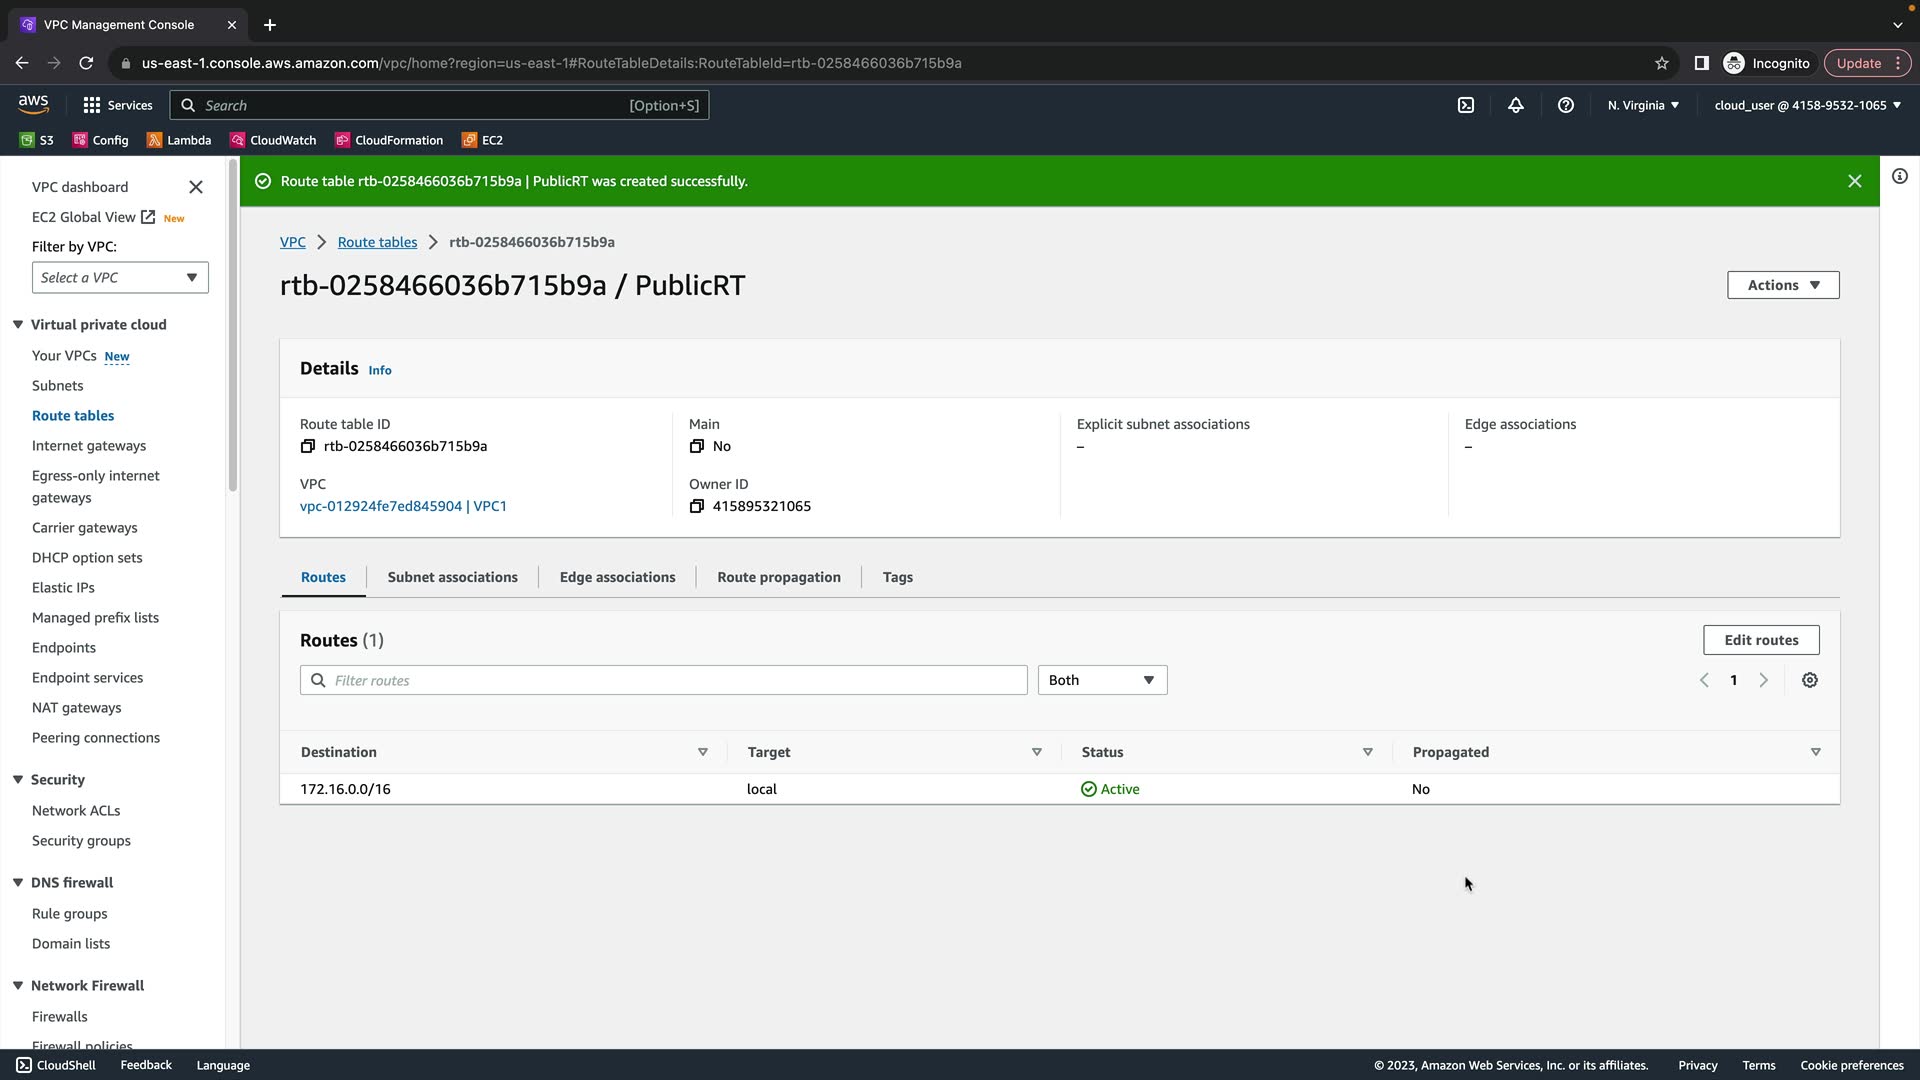 VPC Management Console
us-east-1.console.aws.amazon.com/vpc/home?region=us-east-1#RouteTableDetails:RouteTableId=rtb-0258466036b715b9a
Incognito
Update
aws
Services
Search
[Option+S]
N. Virginia
cloud_user @ 4158-9532-1065
S3
Config
Lambda
CloudWatch
CloudFormation
EC2
VPC dashboard
EC2 Global View
New
Filter by VPC:
Select a VPC
Virtual private cloud
Your VPCs New
Subnets
Route tables
Internet gateways
Egress-only internet
gateways
Carrier gateways
DHCP option sets
Elastic IPs
Managed prefix lists
Endpoints
Endpoint services
NAT gateways
Peering connections
Security
Network ACLs
Security groups
DNS firewall
Rule groups
Domain lists
Network Firewall
Firewalls
Firewall policies
Route table rtb-0258466036b715b9a | PublicRT was created successfully.
VPC
Route tables
rtb-0258466036b715b9a
rtb-0258466036b715b9a / PublicRT
Actions
Details Info
Route table ID
rtb-0258466036b715b9a
Main
No
Explicit subnet associations
–
Edge associations
–
VPC
vpc-012924fe7ed845904 | VPC1
Owner ID
415895321065
Routes
Subnet associations
Edge associations
Route propagation
Tags
Routes (1)
Edit routes
Filter routes
Both
1
Destination
Target
Status
Propagated
172.16.0.0/16
local
Active
No
CloudShell
Feedback
Language
© 2023, Amazon Web Services, Inc. or its affiliates.
Privacy
Terms
Cookie preferences